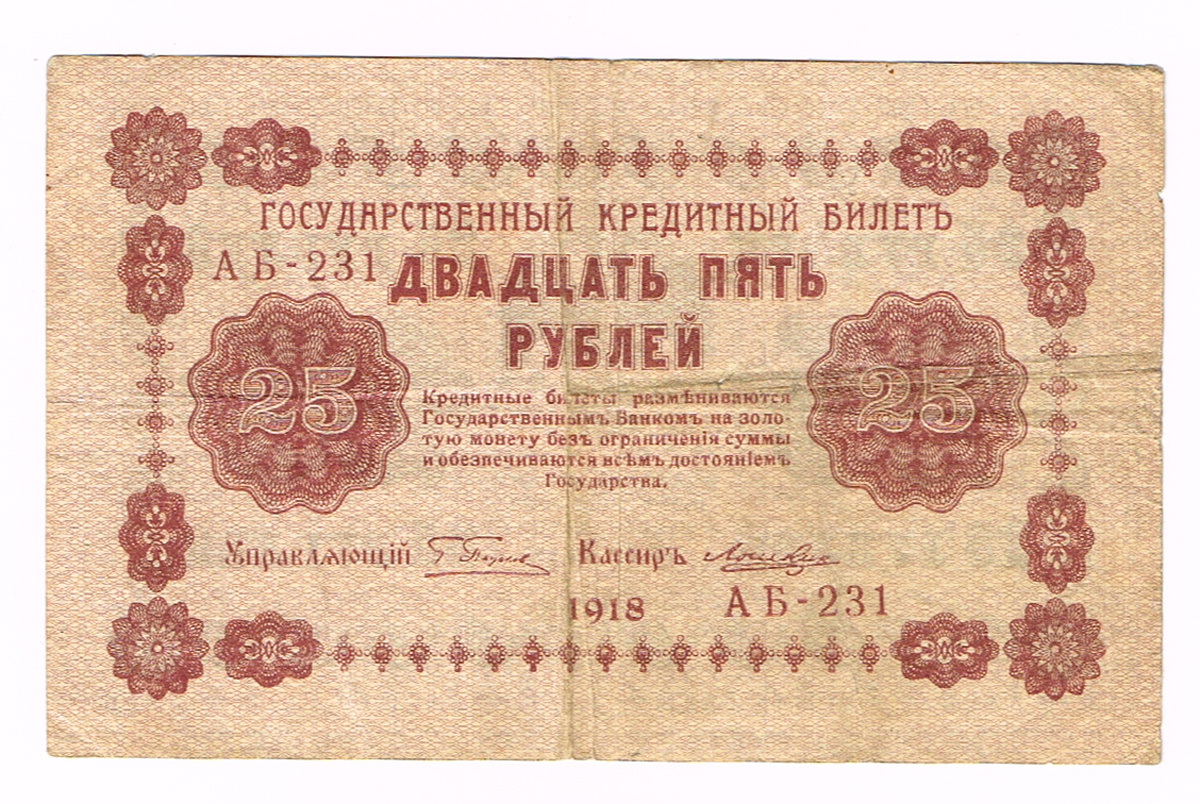 ГОСУДАРСТВЕННЫЙ КРЕДИТНЫЙ БИЛЕТЪ
АБ-231
ДВАДЦАТЬ ПЯТЬ
РУБЛЕЙ
25
25
Кредитные билеты размѣниваются
Государственнымъ Банкомъ на золо-
тую монету безъ ограниченія суммы
и обезпечиваются всѣмъ достояніемъ
Государства.
Управляющій
Кассиръ
1918
АБ-231